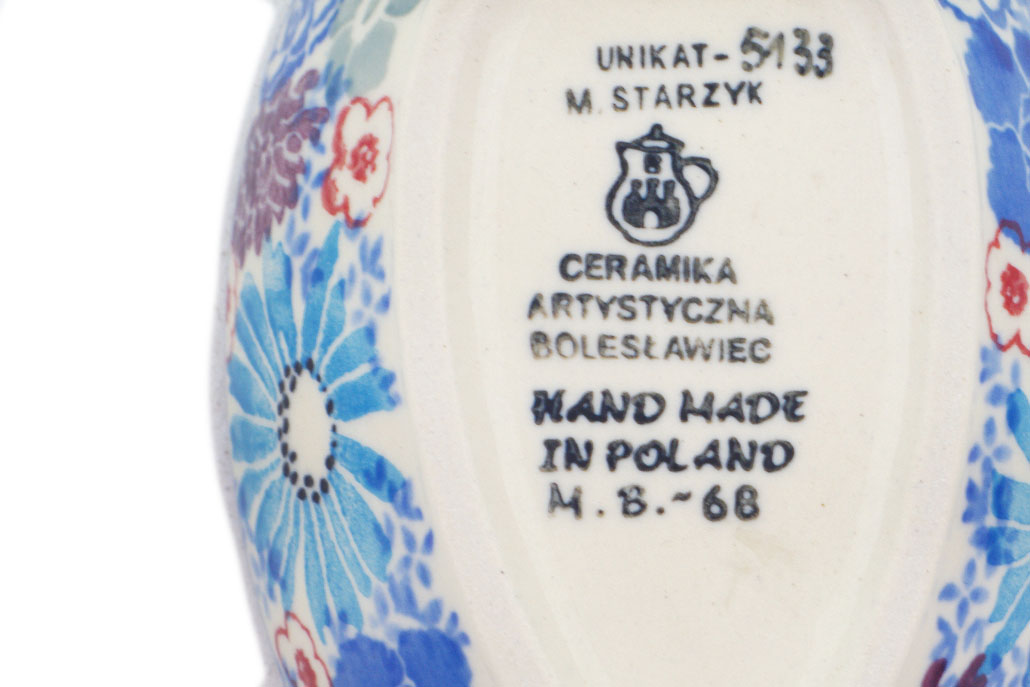 UNIKAT-5133
M. STARZYK
B
CERAMIKA
ARTYSTYCZNA
BOLESŁAWIEC
HAND MADE
IN POLAND
M.B.-68